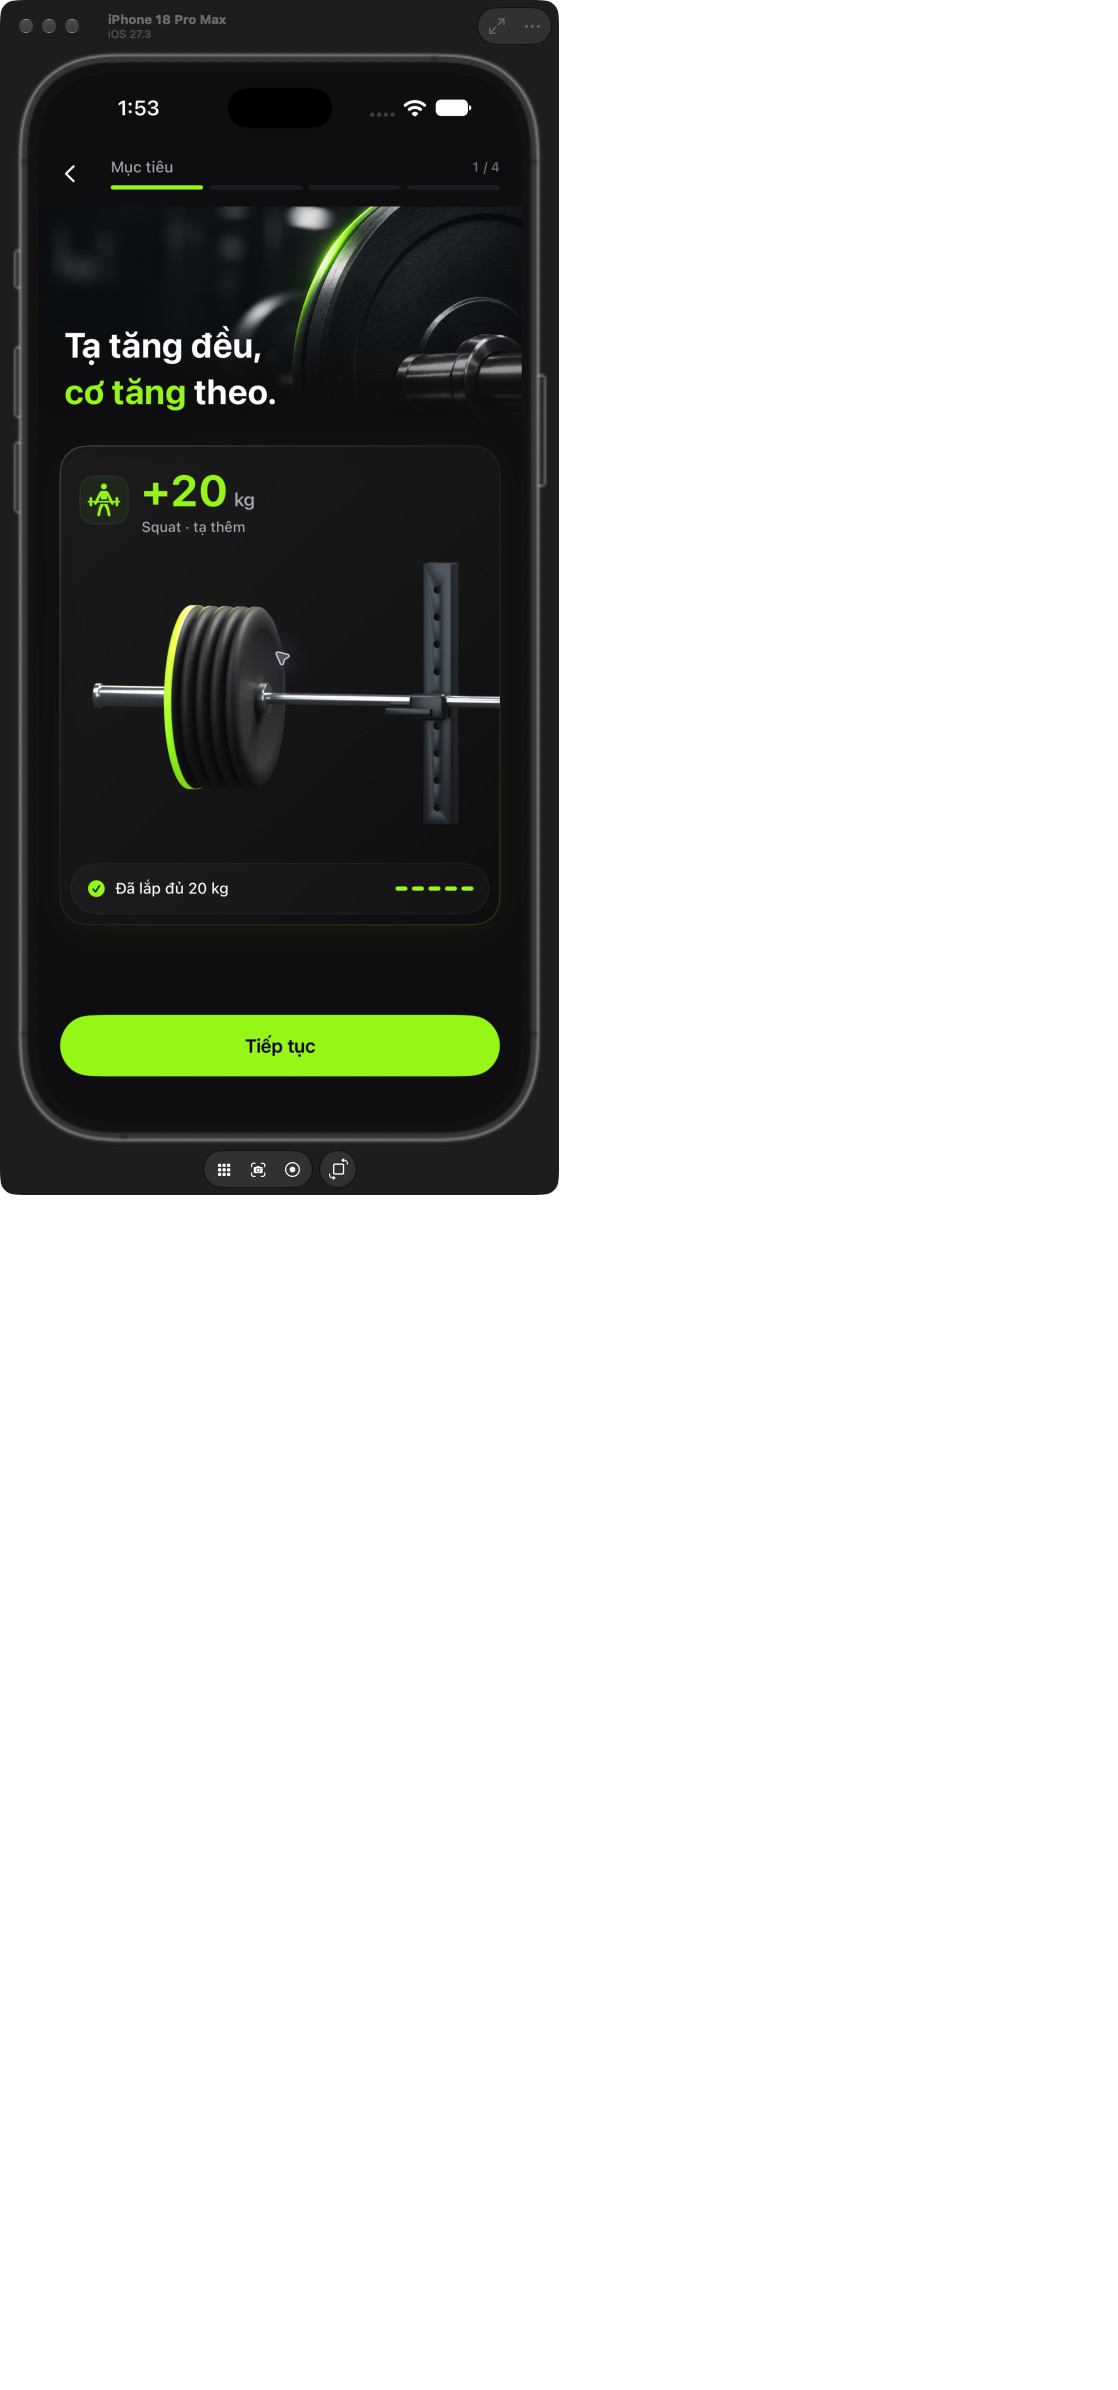 iPhone 18 Pro Max
iOS 27.3
1:53
Mục tiêu
1 / 4
Tạ tăng đều,
cơ tăng theo.
+20 kg
Squat · tạ thêm
Đã lắp đủ 20 kg
Tiếp tục